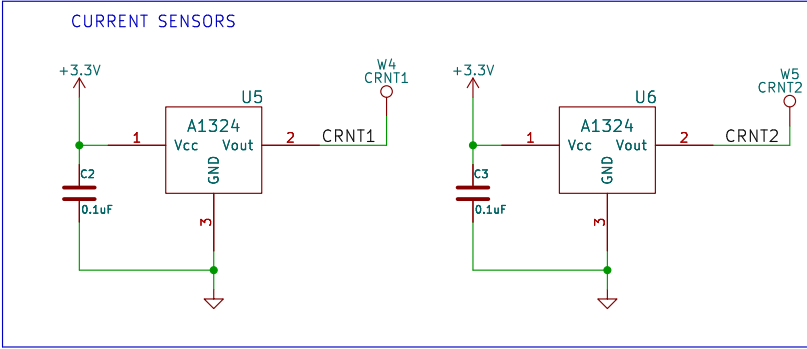 CURRENT SENSORS
+3.3V
W4
CRNT1
U5
A1324
1
Vcc
Vout
2
CRNT1
GND
C2
0.1uF
3
+3.3V
W5
CRNT2
U6
A1324
1
Vcc
Vout
2
CRNT2
GND
C3
0.1uF
3